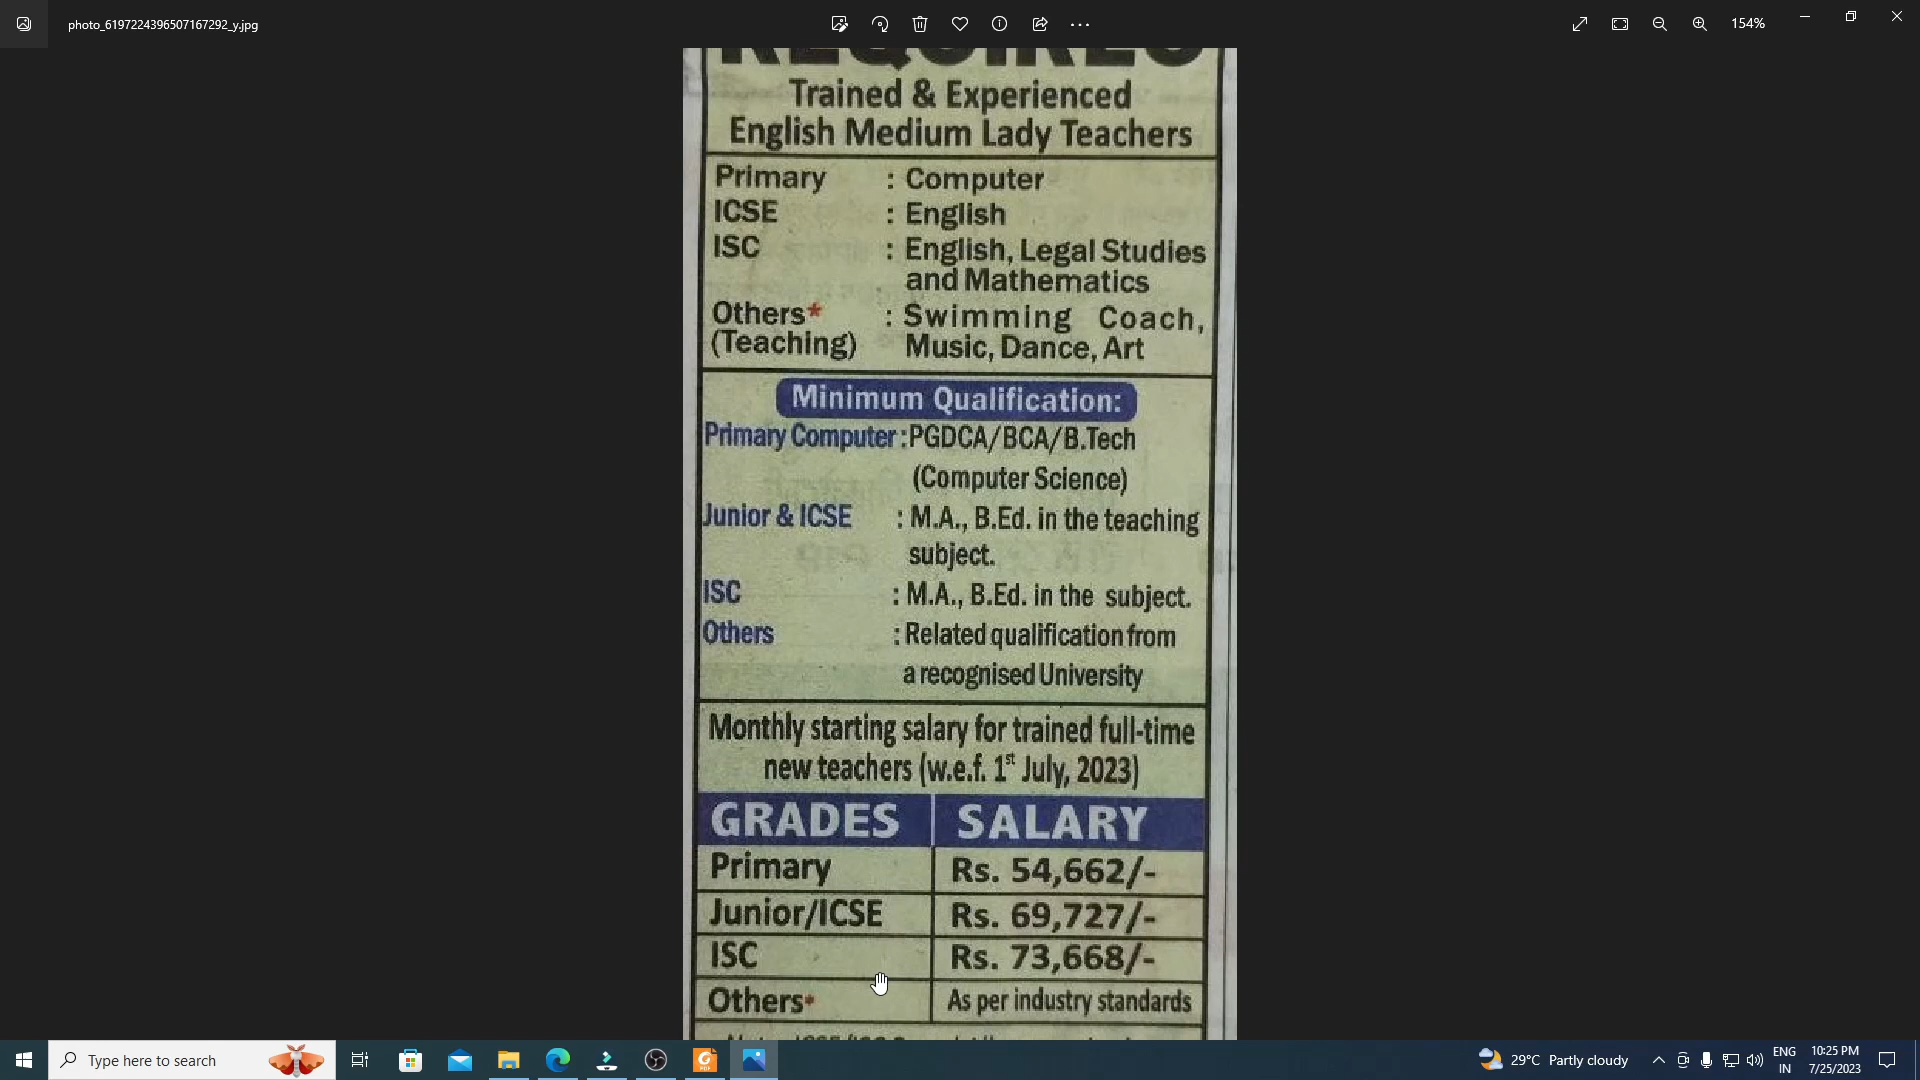 photo_6197224396507167292_y.jpg
154%
REQUIRES
Trained & Experienced
English Medium Lady Teachers
Primary : Computer
ICSE : English
ISC : English, Legal Studies
and Mathematics
Others* : Swimming Coach,
(Teaching) Music, Dance, Art
Minimum Qualification:
Primary Computer : PGDCA/BCA/B.Tech
(Computer Science)
Junior & ICSE : M.A., B.Ed. in the teaching
subject.
ISC : M.A., B.Ed. in the subject.
Others : Related qualification from
a recognised University
Monthly starting salary for trained full-time
new teachers (w.e.f. 1st July, 2023)
GRADES SALARY
Primary Rs. 54,662/-
Junior/ICSE Rs. 69,727/-
ISC Rs. 73,668/-
Others* As per industry standards
Type here to search
29°C Partly cloudy
ENG
IN
10:25 PM
7/25/2023